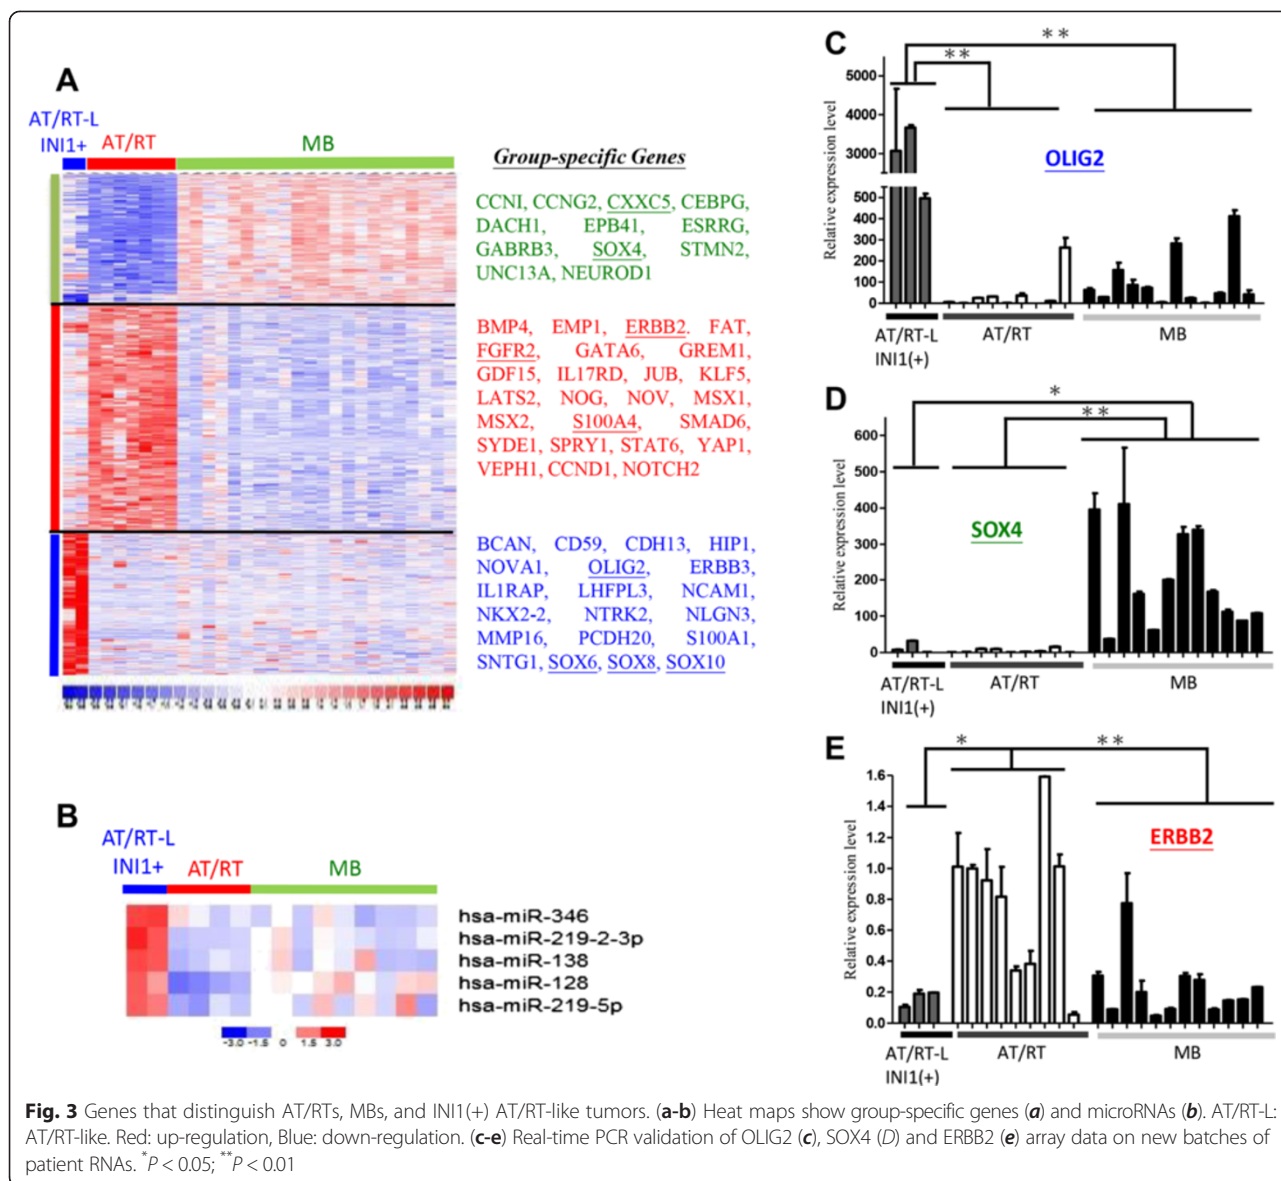 A
AT/RT-L
INI1+
AT/RT
MB
Group-specific Genes
CCNI, CCNG2, CXXC5, CEBPG,
DACH1, EPB41, ESRRG,
GABRB3, SOX4, STMN2,
UNC13A, NEUROD1
BMP4, EMP1, ERBB2. FAT,
FGFR2, GATA6, GREM1,
GDF15, IL17RD, JUB, KLF5,
LATS2, NOG, NOV, MSX1,
MSX2, S100A4, SMAD6,
SYDE1, SPRY1, STAT6, YAP1,
VEPH1, CCND1, NOTCH2
BCAN, CD59, CDH13, HIP1,
NOVA1, OLIG2, ERBB3,
IL1RAP, LHFPL3, NCAM1,
NKX2-2, NTRK2, NLGN3,
MMP16, PCDH20, S100A1,
SNTG1, SOX6, SOX8, SOX10
B
AT/RT-L
INI1+
AT/RT
MB
hsa-miR-346
hsa-miR-219-2-3p
hsa-miR-138
hsa-miR-128
hsa-miR-219-5p
-3.0 -1.5 0 1.5 3.0
C
**
**
Relative expression level
5000
4000
3000
500
400
300
200
100
0
OLIG2
AT/RT-L
INI1(+)
AT/RT
MB
D
*
**
Relative expression level
600
500
400
300
200
100
0
SOX4
AT/RT-L
INI1(+)
AT/RT
MB
E
*
**
Relative expression level
1.6
1.4
1.2
1.0
0.8
0.6
0.4
0.2
0.0
ERBB2
AT/RT-L
INI1(+)
AT/RT
MB
Fig. 3 Genes that distinguish AT/RTs, MBs, and INI1(+) AT/RT-like tumors. (a-b) Heat maps show group-specific genes (a) and microRNAs (b). AT/RT-L:
AT/RT-like. Red: up-regulation, Blue: down-regulation. (c-e) Real-time PCR validation of OLIG2 (c), SOX4 (D) and ERBB2 (e) array data on new batches of
patient RNAs. *P < 0.05; **P < 0.01